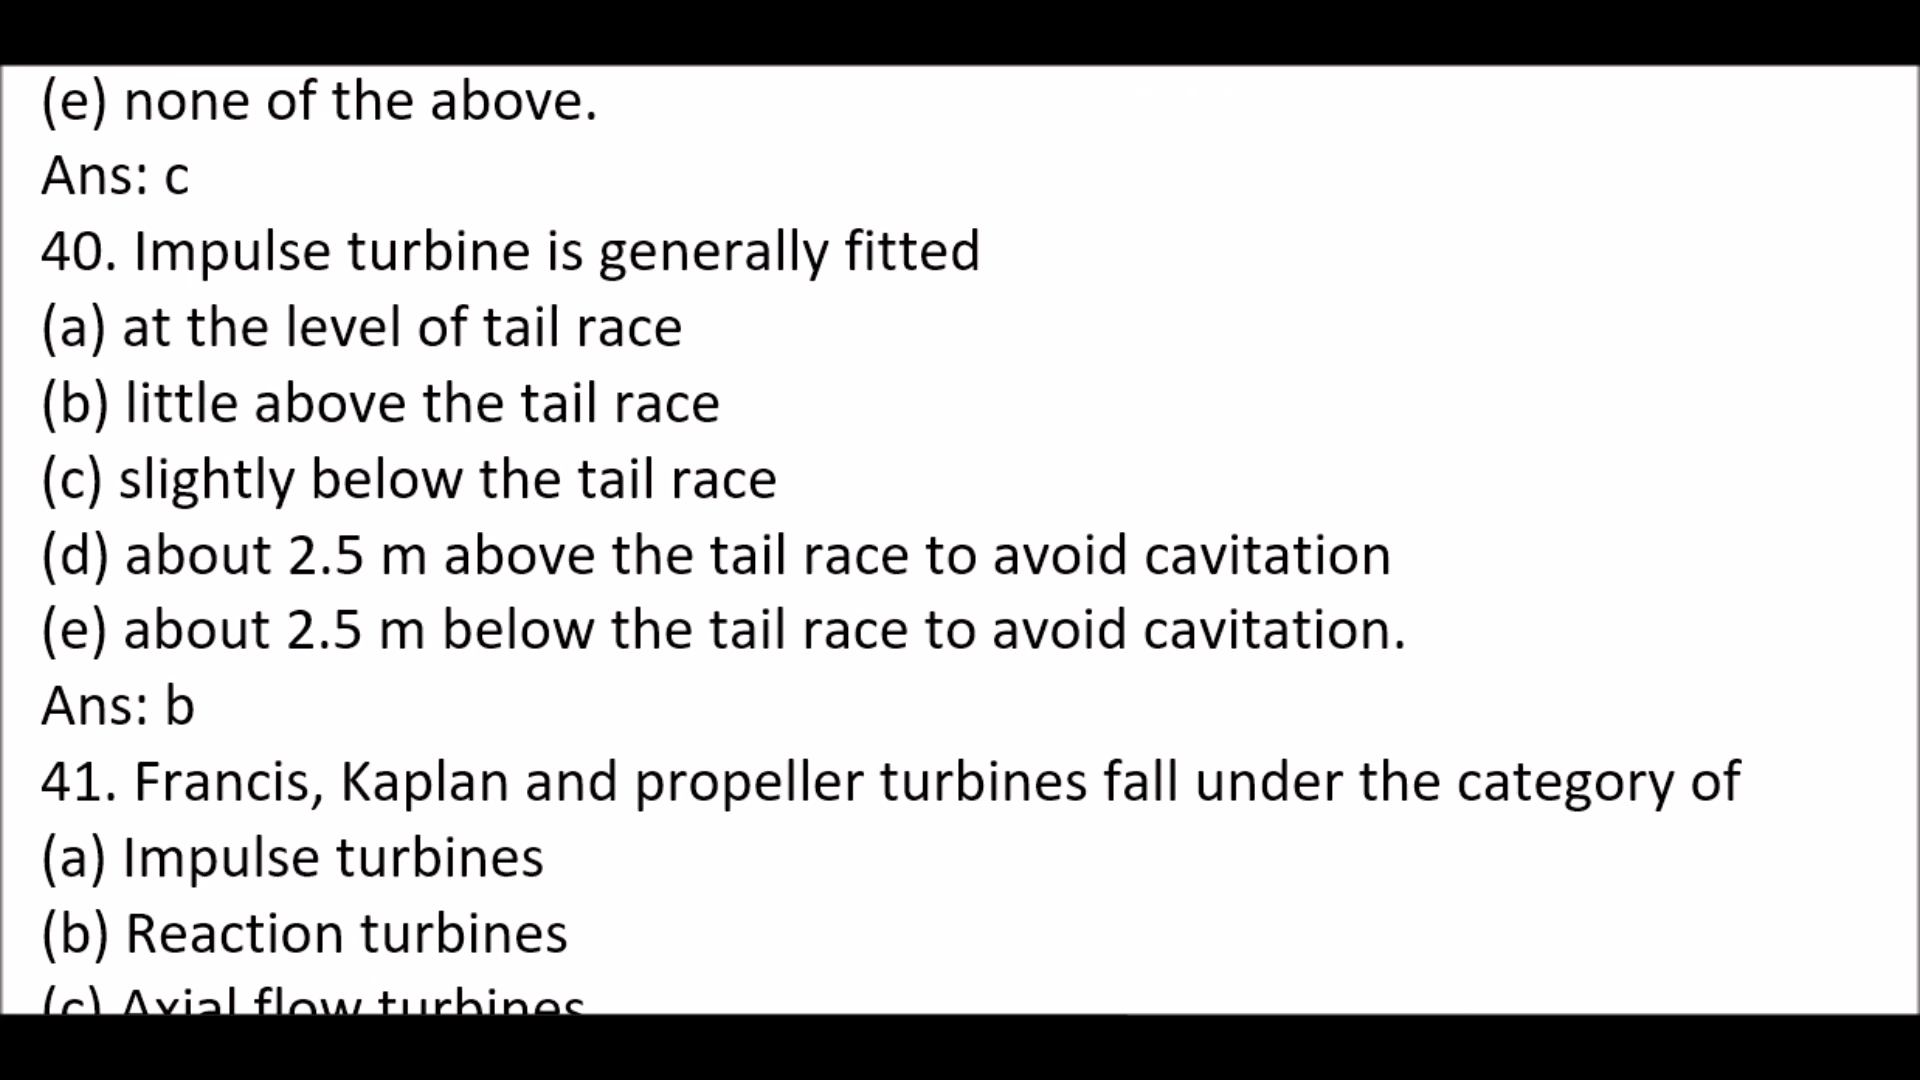 (e) none of the above.
Ans: c
40. Impulse turbine is generally fitted
(a) at the level of tail race
(b) little above the tail race
(c) slightly below the tail race
(d) about 2.5 m above the tail race to avoid cavitation
(e) about 2.5 m below the tail race to avoid cavitation.
Ans: b
41. Francis, Kaplan and propeller turbines fall under the category of
(a) Impulse turbines
(b) Reaction turbines
(c) Axial flow turbines